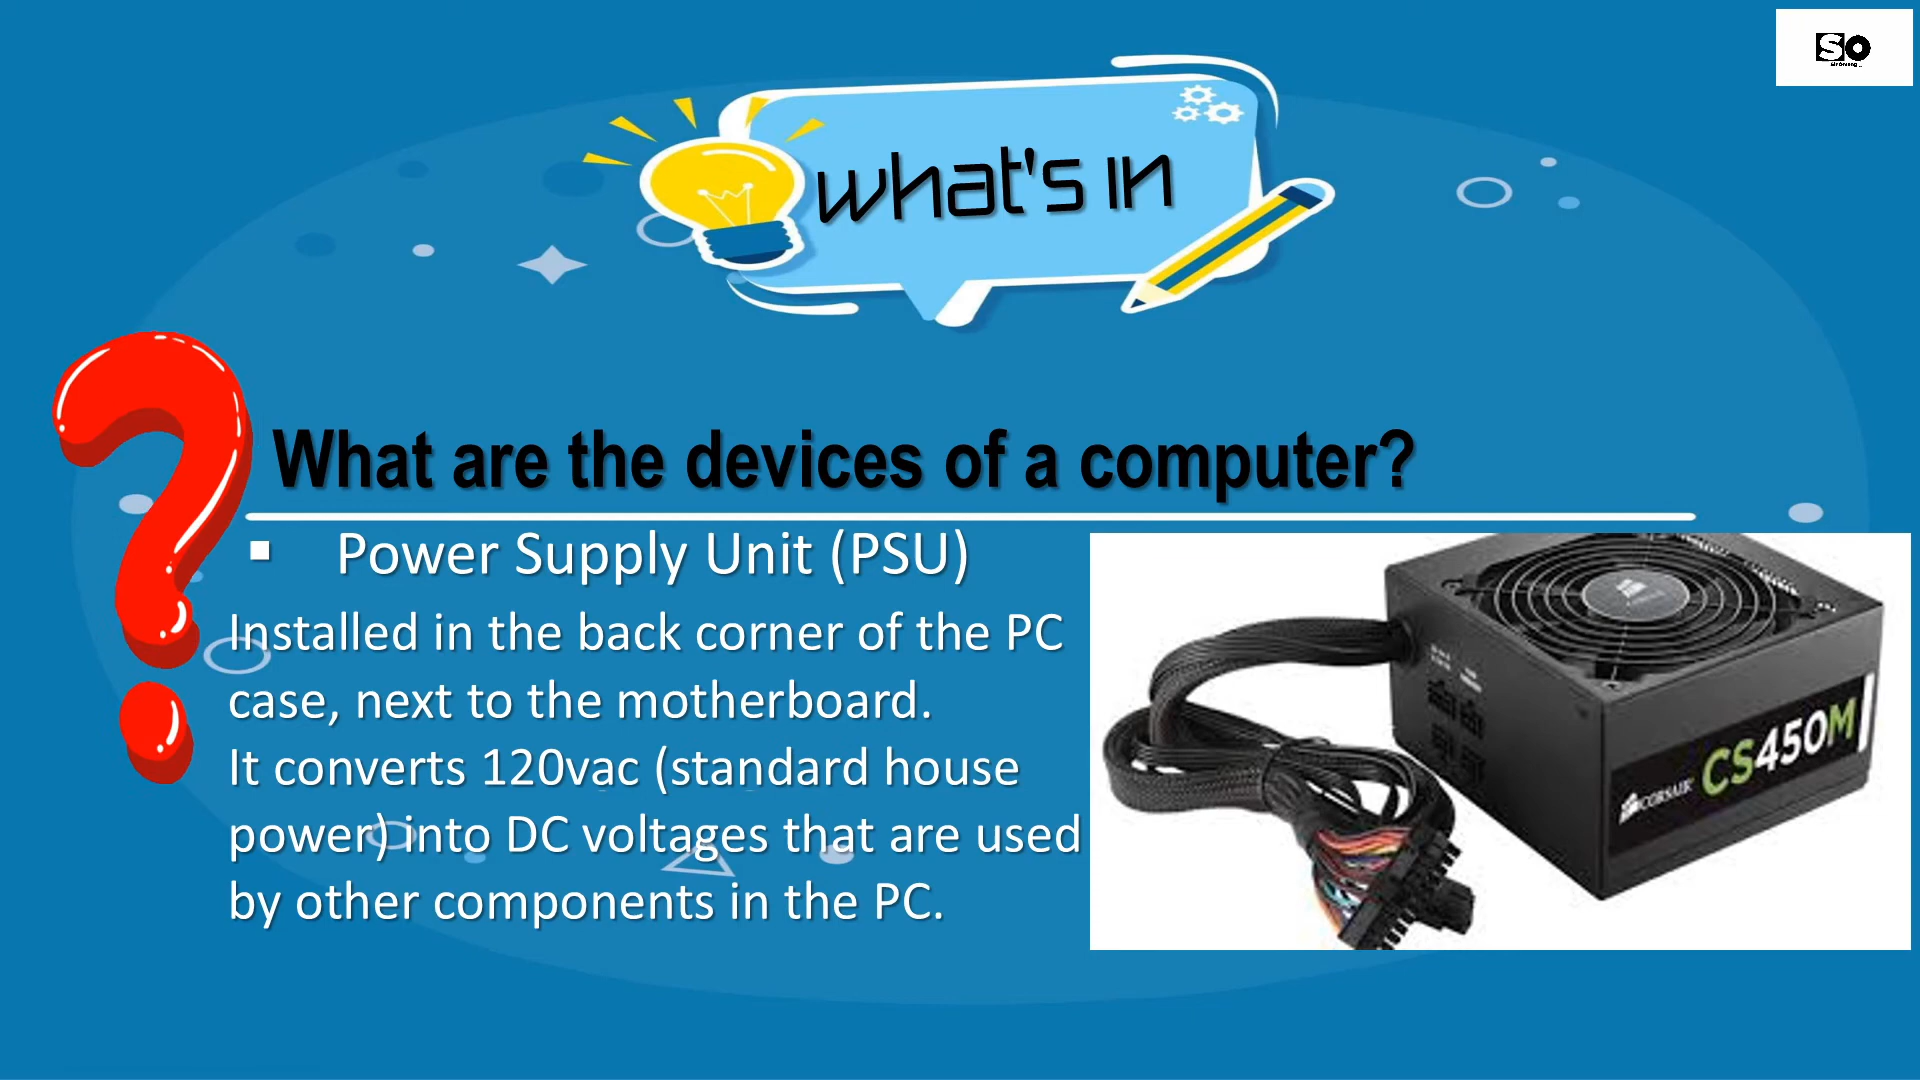 SO
what's in
What are the devices of a computer?
▪ Power Supply Unit (PSU)
Installed in the back corner of the PC
case, next to the motherboard.
It converts 120vac (standard house
power) into DC voltages that are used
by other components in the PC.
CORSAIR CS450M